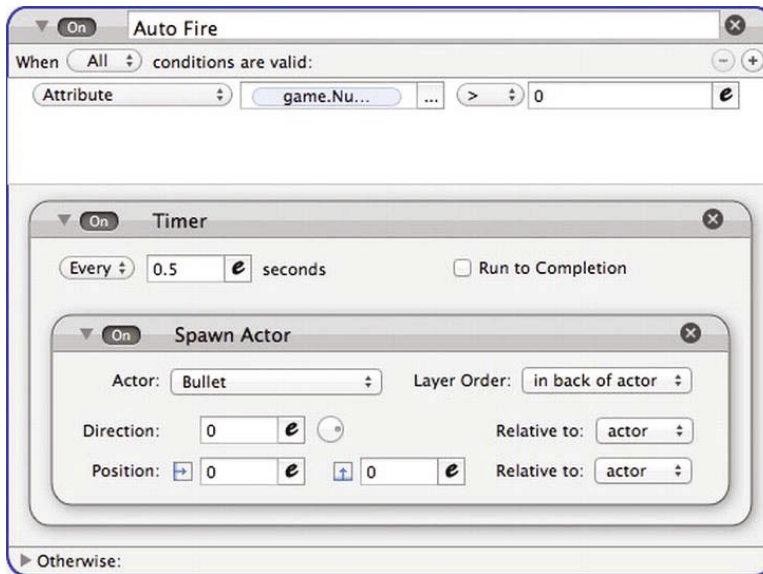 On Auto Fire
When All conditions are valid:
Attribute game.Nu... ... > 0 e
On Timer
Every 0.5 e seconds Run to Completion
On Spawn Actor
Actor: Bullet Layer Order: in back of actor
Direction: 0 e Relative to: actor
Position: 0 e 0 e Relative to: actor
Otherwise: